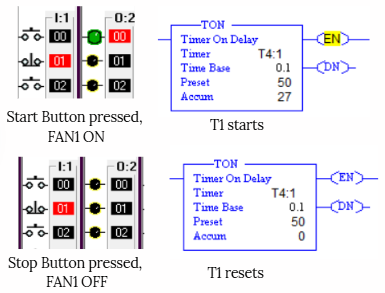 I:1 O:2
00 00
01 01
02 02
TON
Timer On Delay
Timer T4:1
Time Base 0.1
Preset 50
Accum 27
EN
DN
Start Button pressed,
FAN1 ON
T1 starts
I:1 O:2
00 00
01 01
02 02
TON
Timer On Delay
Timer T4:1
Time Base 0.1
Preset 50
Accum 0
EN
DN
Stop Button pressed,
FAN1 OFF
T1 resets